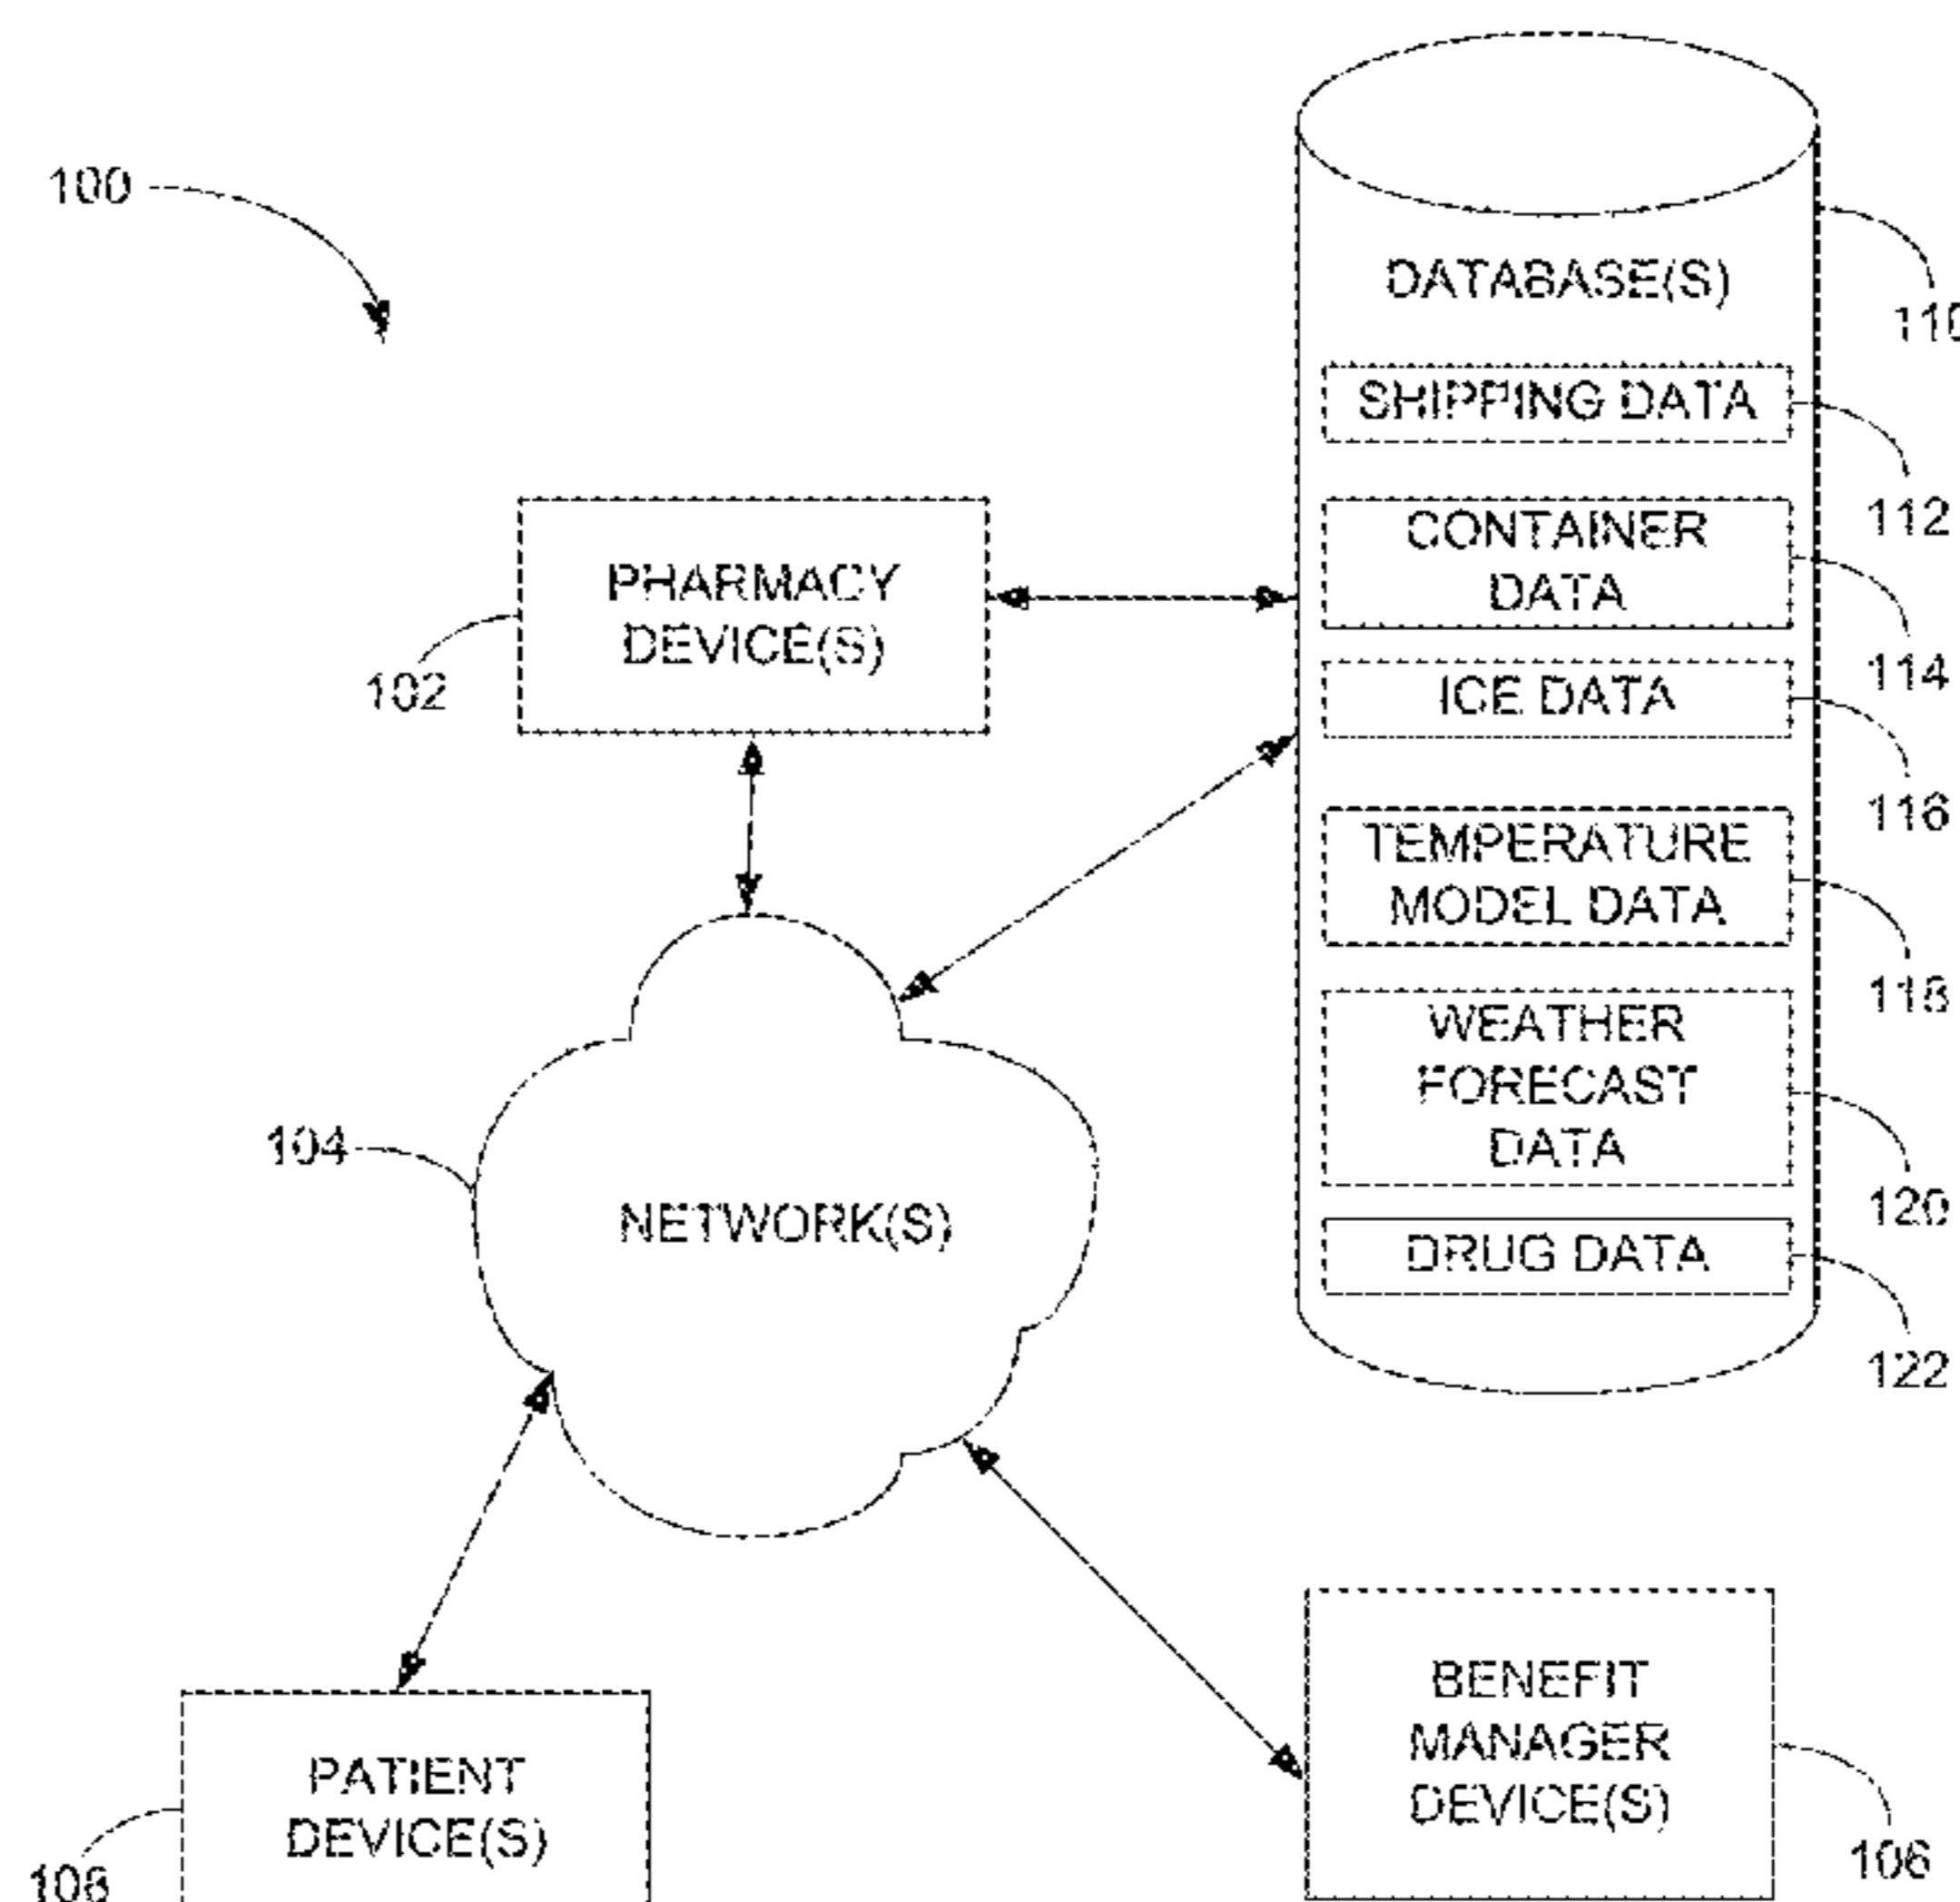 100
DATABASE(S)
110
SHIPPING DATA
112
CONTAINER
DATA
114
PHARMACY
DEVICE(S)
102
ICE DATA
116
TEMPERATURE
MODEL DATA
118
WEATHER
FORECAST
DATA
120
104
NETWORK(S)
DRUG DATA
122
BENEFIT
MANAGER
DEVICE(S)
106
PATIENT
DEVICE(S)